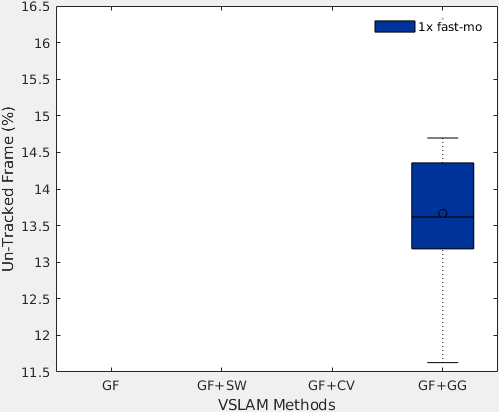 Un-Tracked Frame (%)
16.5
16
15.5
15
14.5
14
13.5
13
12.5
12
11.5
1x fast-mo
GF
GF+SW
GF+CV
GF+GG
VSLAM Methods